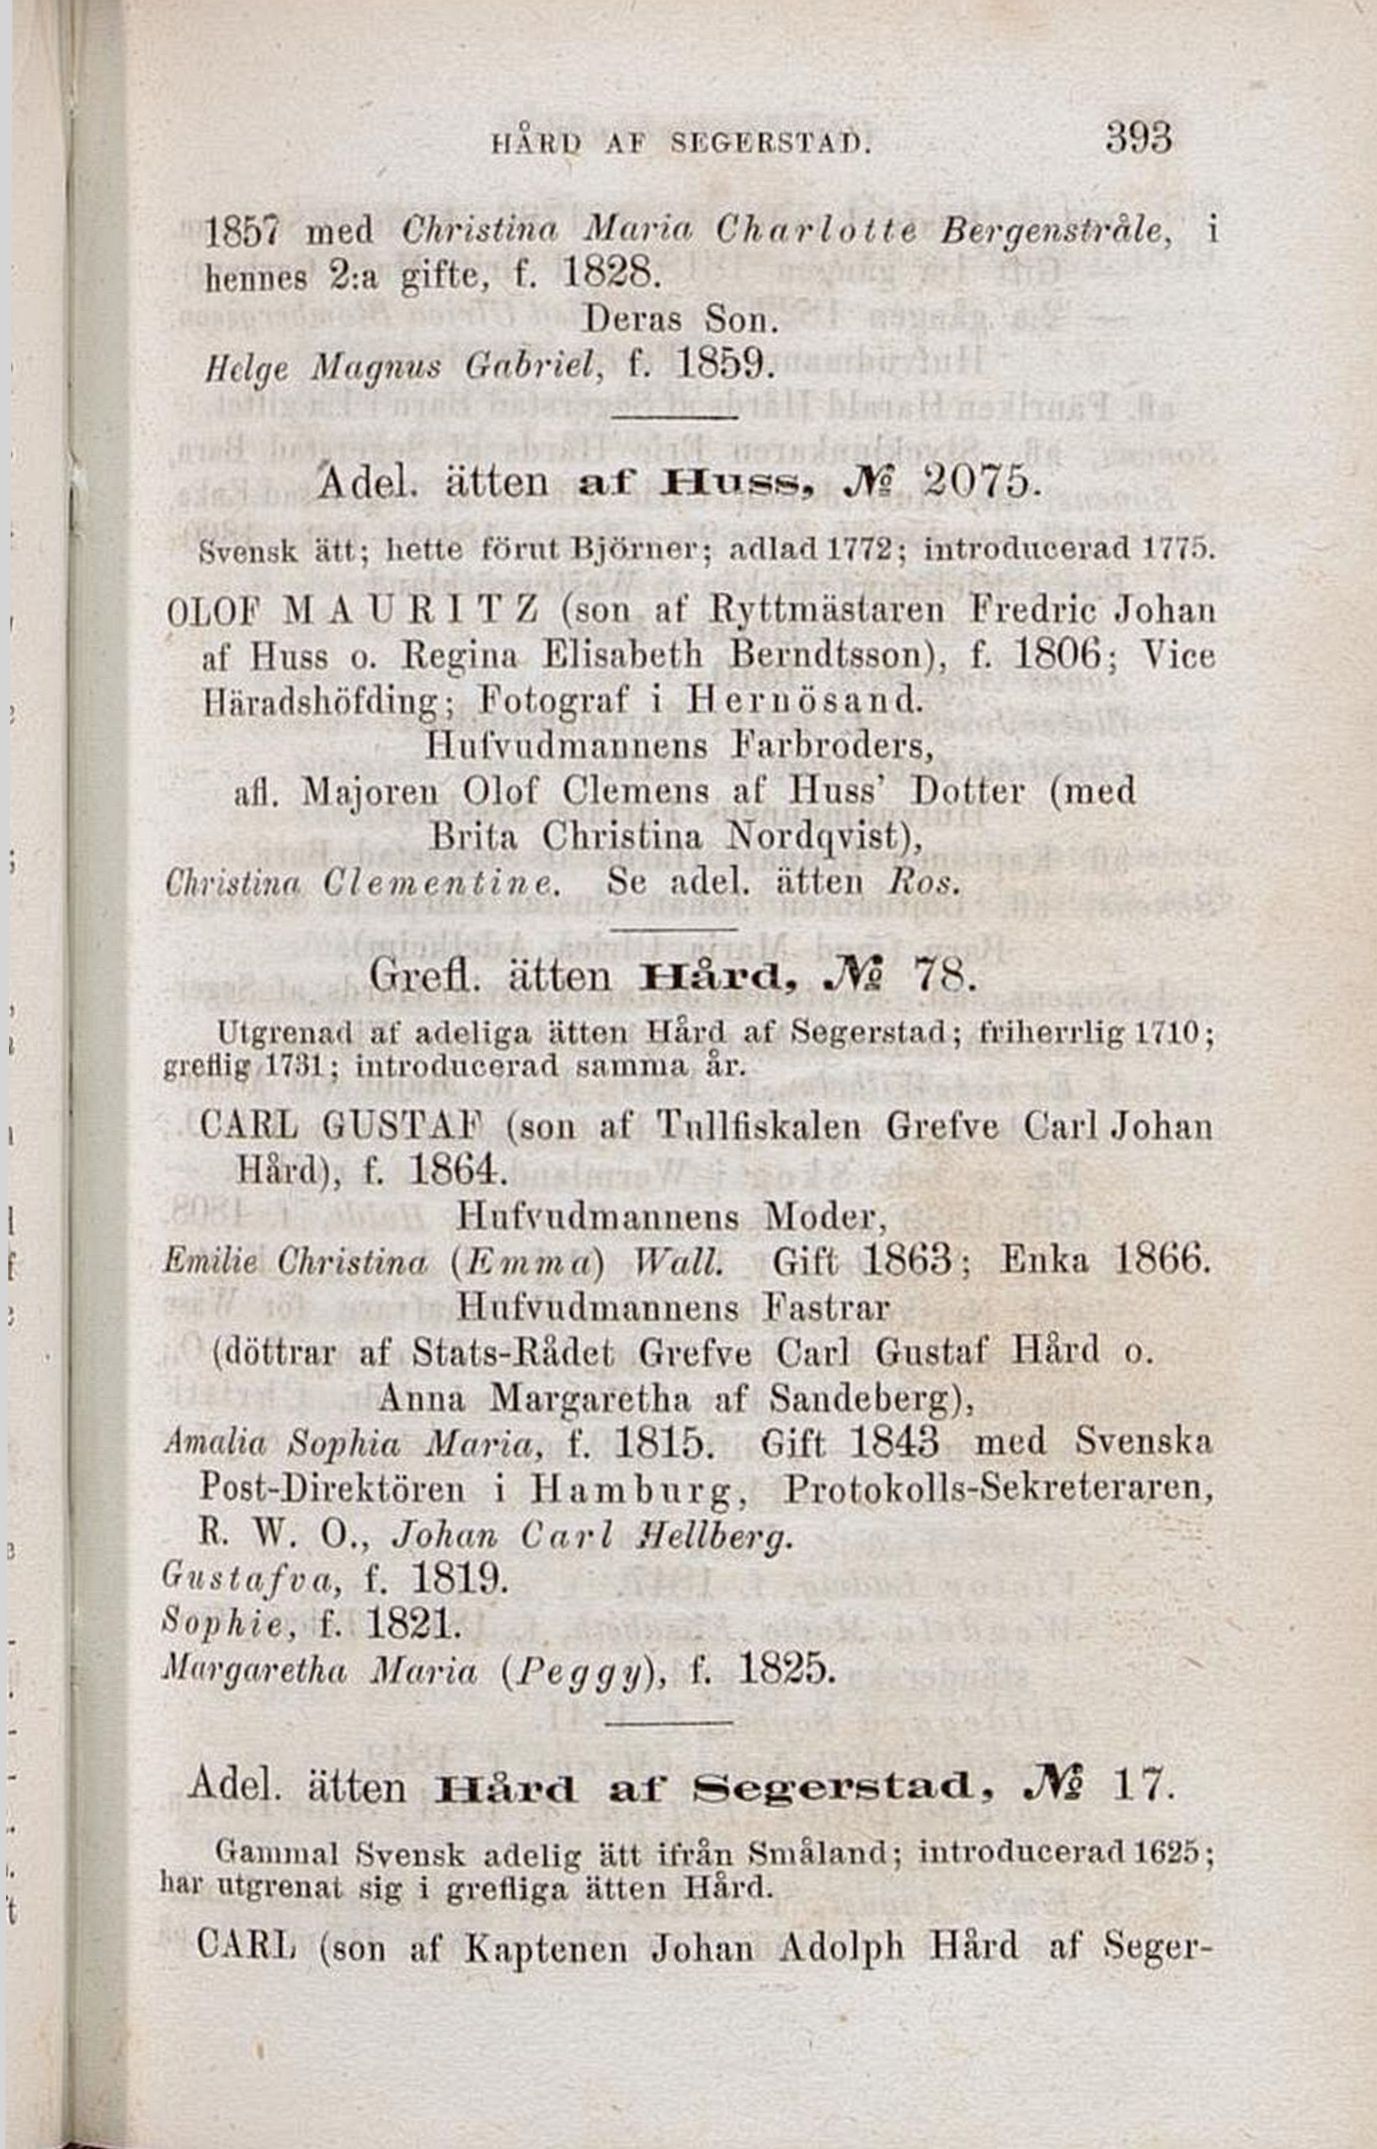 HÅRD AF SEGERSTAD. 393
1857 med Christina Maria Charlotte Bergenstråle, i
hennes 2:a gifte, f. 1828.
Deras Son.
Helge Magnus Gabriel, f. 1859.
Adel. ätten af Huss, № 2075.
Svensk ätt; hette förut Björner; adlad 1772; introducerad 1775.
OLOF MAURITZ (son af Ryttmästaren Fredric Johan
af Huss o. Regina Elisabeth Berndtsson), f. 1806; Vice
Häradshöfding; Fotograf i Hernösand.
Hufvudmannens Farbroders,
afl. Majoren Olof Clemens af Huss' Dotter (med
Brita Christina Nordqvist),
Christina Clementine. Se adel. ätten Ros.
Grefl. ätten Hård, № 78.
Utgrenad af adeliga ätten Hård af Segerstad; friherrlig 1710;
greflig 1731; introducerad samma år.
CARL GUSTAF (son af Tullfiskalen Grefve Carl Johan
Hård), f. 1864.
Hufvudmannens Moder,
Emilie Christina (Emma) Wall. Gift 1863; Enka 1866.
Hufvudmannens Fastrar
(döttrar af Stats-Rådet Grefve Carl Gustaf Hård o.
Anna Margaretha af Sandeberg),
Amalia Sophia Maria, f. 1815. Gift 1843 med Svenska
Post-Direktören i Hamburg, Protokolls-Sekreteraren,
R. W. O., Johan Carl Hellberg.
Gustafva, f. 1819.
Sophie, f. 1821.
Margaretha Maria (Peggy), f. 1825.
Adel. ätten Hård af Segerstad, № 17.
Gammal Svensk adelig ätt ifrån Småland; introducerad 1625;
har utgrenat sig i grefliga ätten Hård.
CARL (son af Kaptenen Johan Adolph Hård af Seger-